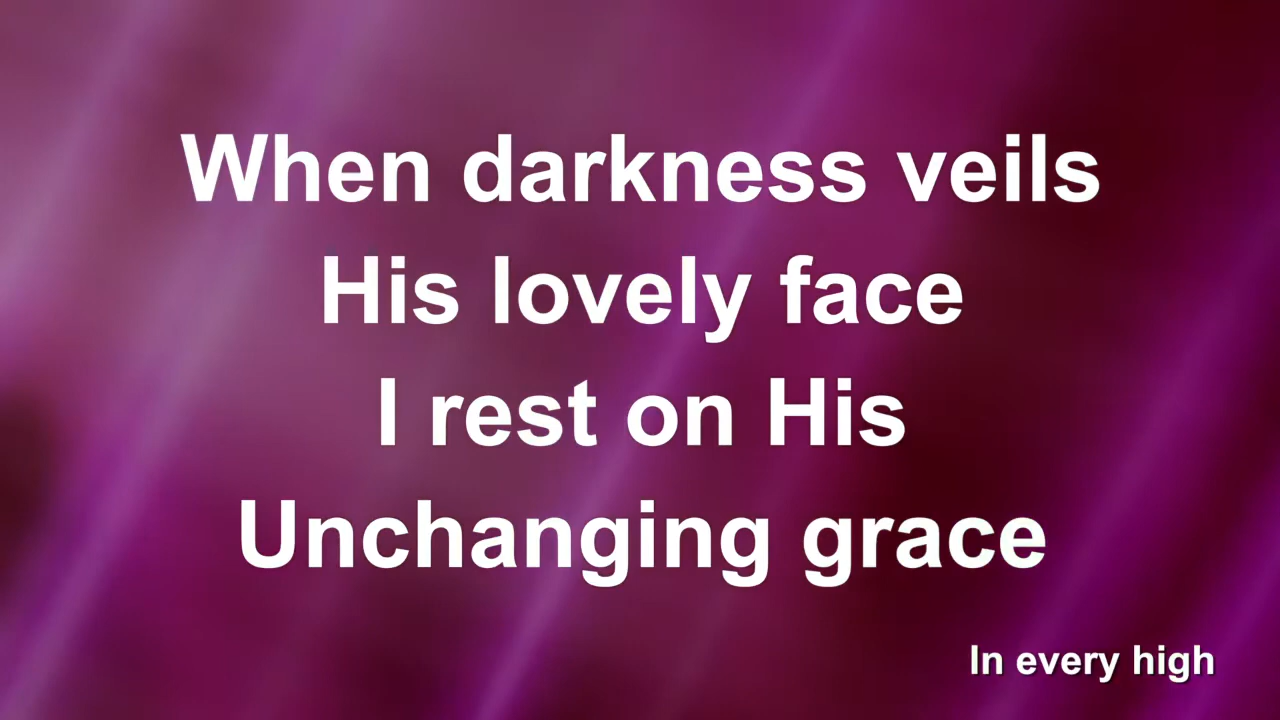 When darkness veils
His lovely face
I rest on His
Unchanging grace
In every high